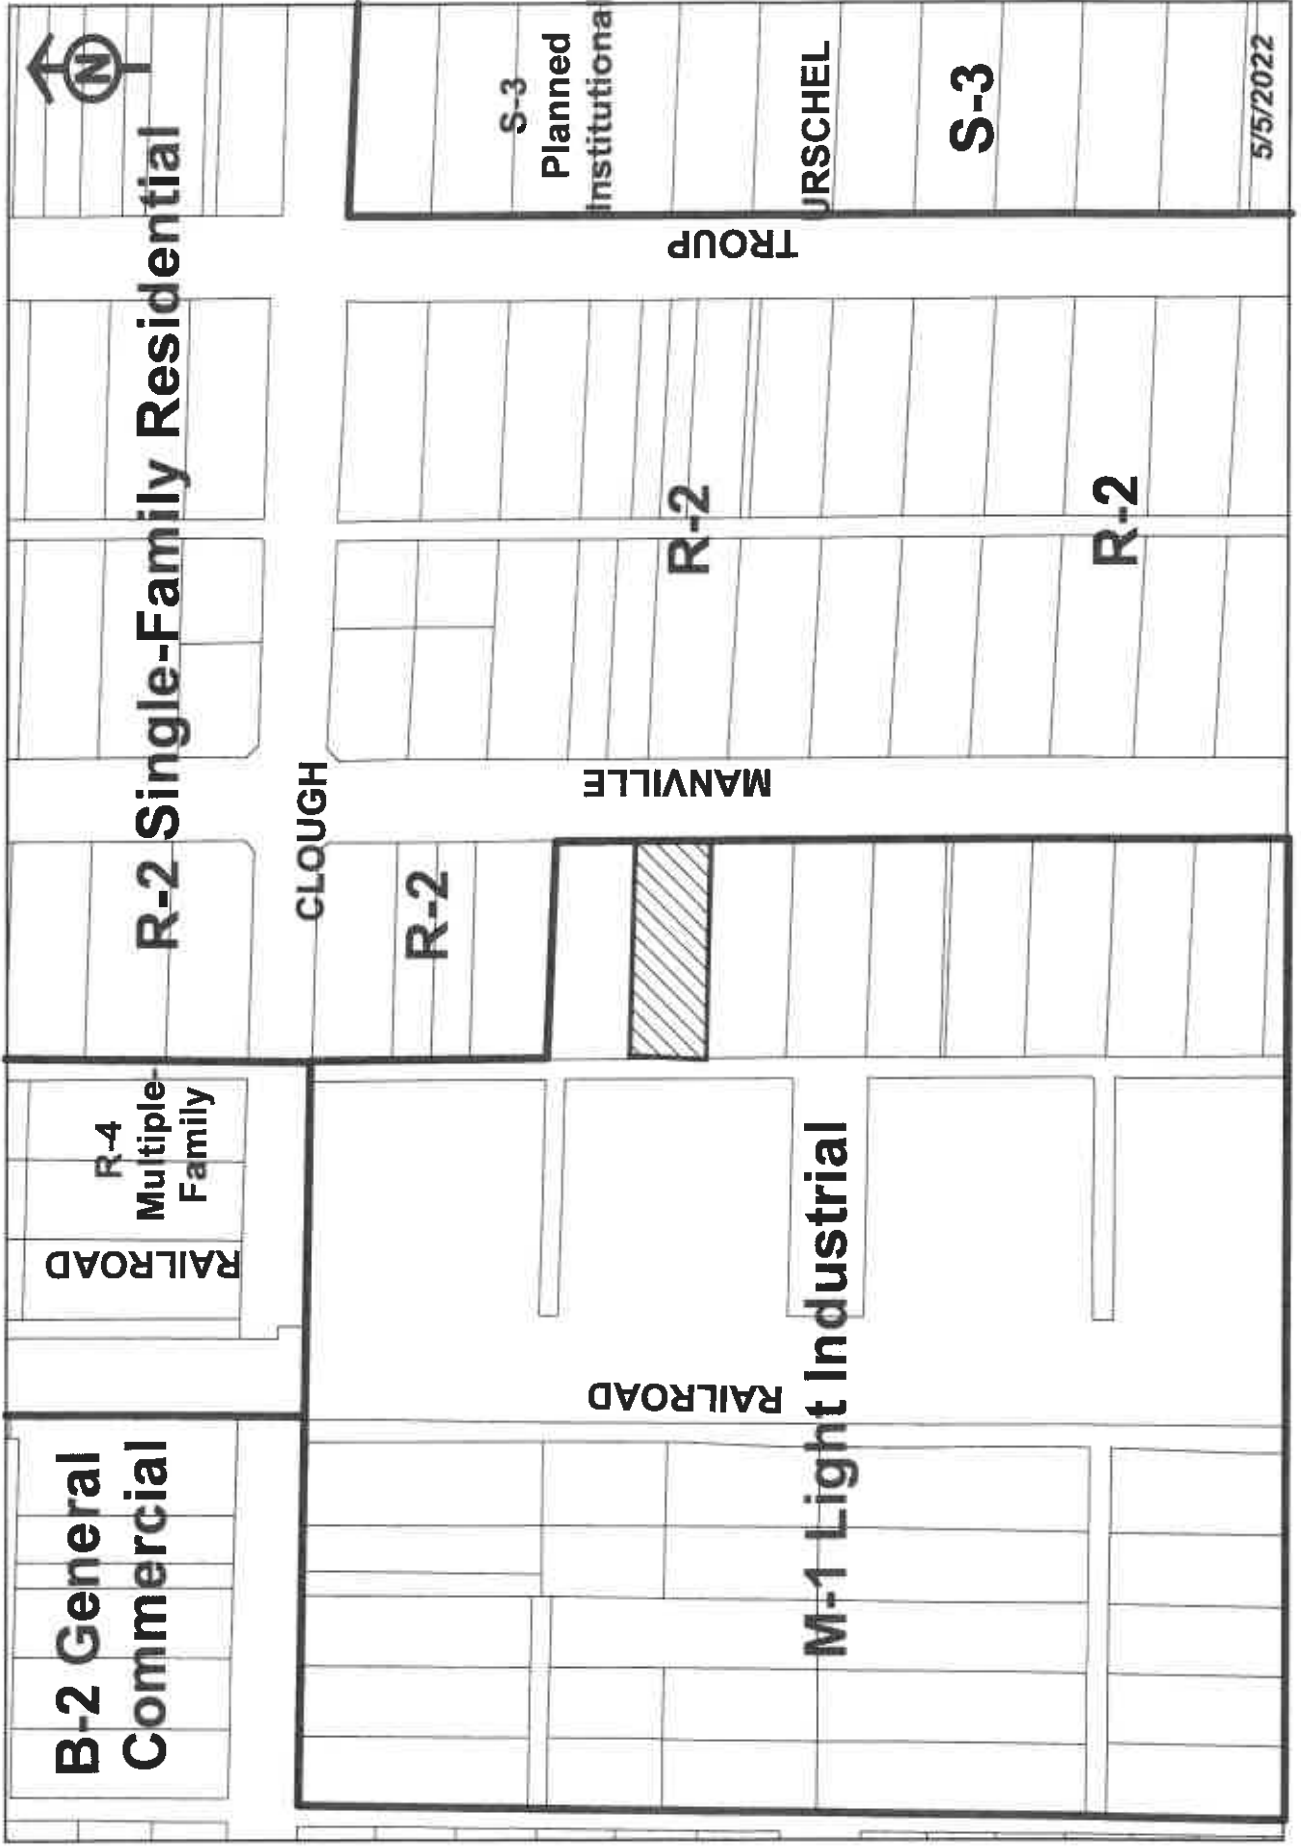 N
R-2 Single-Family Residential
S-3
Planned
Institutiona
URSCHEL
S-3
5/5/2022
TROUP
R-2
R-2
MANVILLE
CLOUGH
R-2
R-4
Multiple-
Family
RAILROAD
RAILROAD
M-1 Light Industrial
B-2 General
Commercial